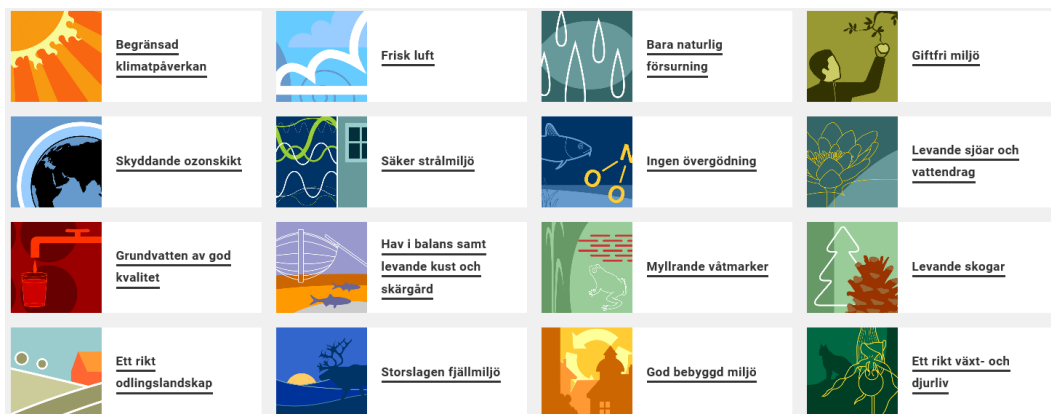 Begränsad
klimatpåverkan
Frisk luft
Bara naturlig
försurning
Giftfri miljö
Skyddande ozonskikt
Säker strålmiljö
N
O
O
Ingen övergödning
Levande sjöar och
vattendrag
Grundvatten av god
kvalitet
Hav i balans samt
levande kust och
skärgård
Myllrande våtmarker
Levande skogar
Ett rikt
odlingslandskap
Storslagen fjällmiljö
God bebyggd miljö
Ett rikt växt- och
djurliv